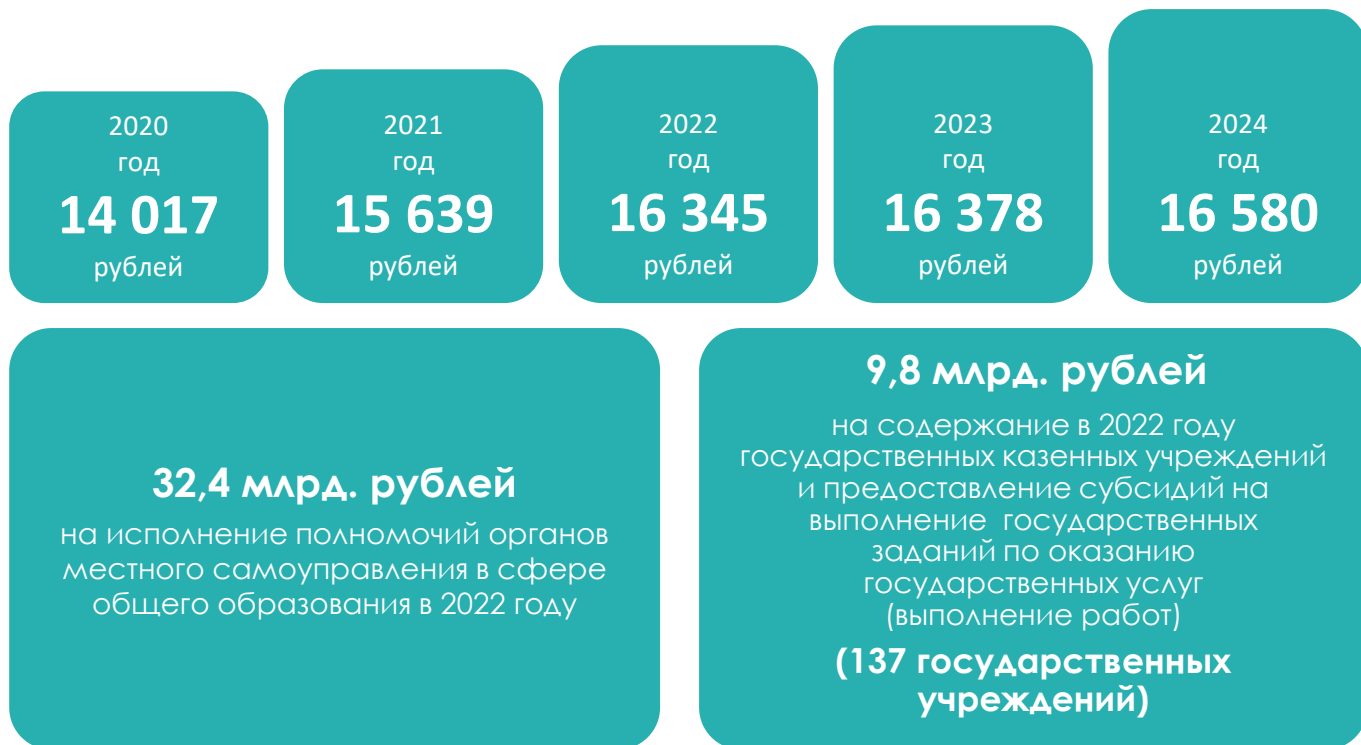 2020
год
14 017
рублей
2021
год
15 639
рублей
2022
год
16 345
рублей
2023
год
16 378
рублей
2024
год
16 580
рублей
32,4 млрд. рублей
на исполнение полномочий органов
местного самоуправления в сфере
общего образования в 2022 году
9,8 млрд. рублей
на содержание в 2022 году
государственных казенных учреждений
и предоставление субсидий на
выполнение государственных
заданий по оказанию
государственных услуг
(выполнение работ)
(137 государственных
учреждений)